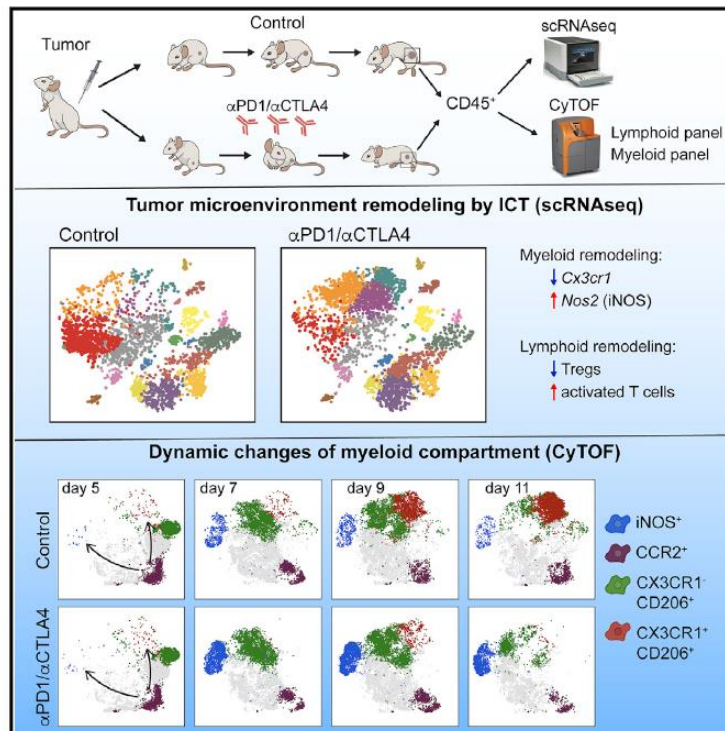 Control
Tumor
αPD1/αCTLA4
CD45⁺
scRNAseq
CyTOF
Lymphoid panel
Myeloid panel
Tumor microenvironment remodeling by ICT (scRNAseq)
Control
αPD1/αCTLA4
Myeloid remodeling:
↓ Cx3cr1
↑ Nos2 (iNOS)
Lymphoid remodeling:
↓ Tregs
↑ activated T cells
Dynamic changes of myeloid compartment (CyTOF)
day 5
day 7
day 9
day 11
Control
αPD1/αCTLA4
iNOS⁺
CCR2⁺
CX3CR1⁻
CD206⁺
CX3CR1⁺
CD206⁺